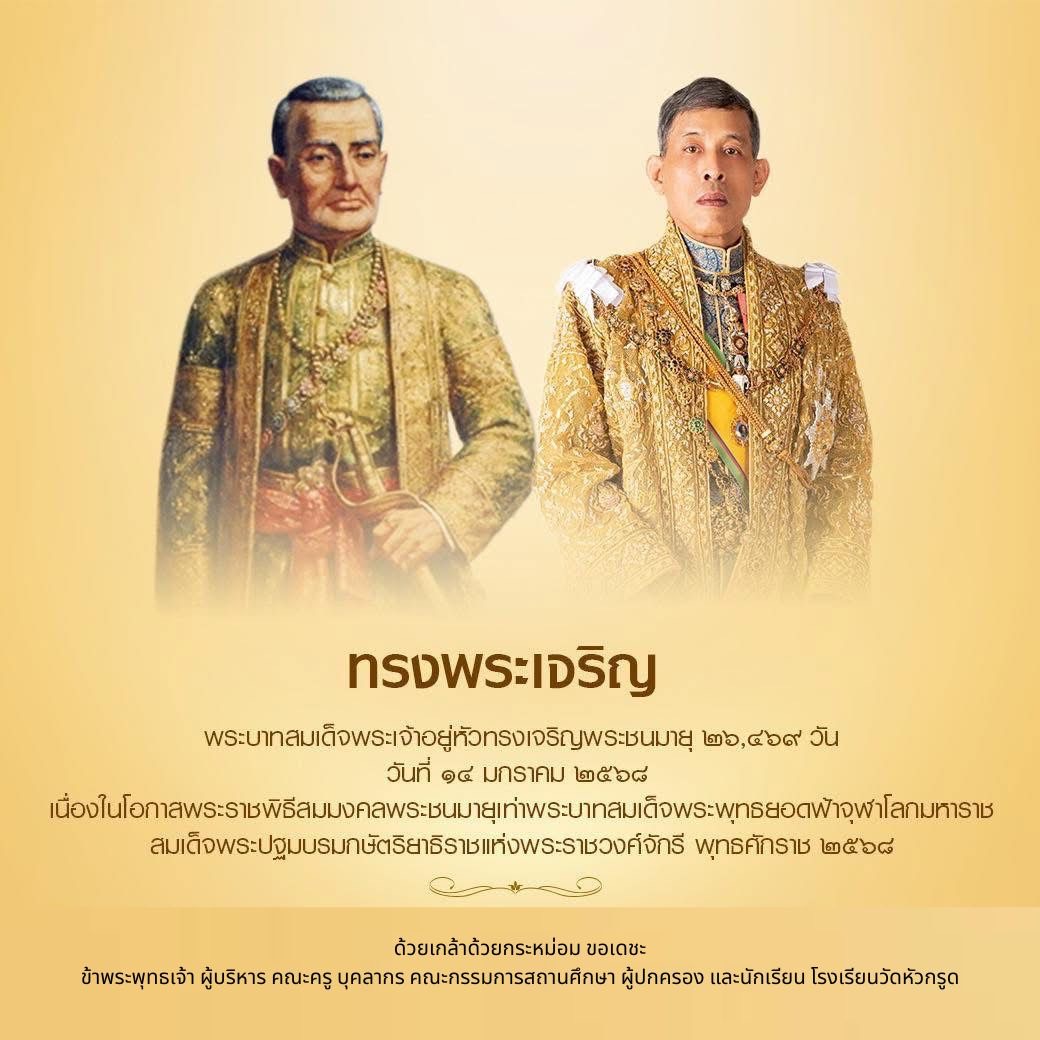 ทรงพระเจริญ
พระบาทสมเด็จพระเจ้าอยู่หัวทรงเจริญพระชนมายุ ๒๖,๔๖๙ วัน
วันที่ ๑๔ มกราคม ๒๕๖๘
เนื่องในโอกาสพระราชพิธีสมมงคลพระชนมายุเท่าพระบาทสมเด็จพระพุทธยอดฟ้าจุฬาโลกมหาราช
สมเด็จพระปฐมบรมกษัตริยาธิราชแห่งพระราชวงศ์จักรี พุทธศักราช ๒๕๖๘
ด้วยเกล้าด้วยกระหม่อม ขอเดชะ
ข้าพระพุทธเจ้า ผู้บริหาร คณะครู บุคลากร คณะกรรมการสถานศึกษา ผู้ปกครอง และนักเรียน โรงเรียนวัดหัวกรูด